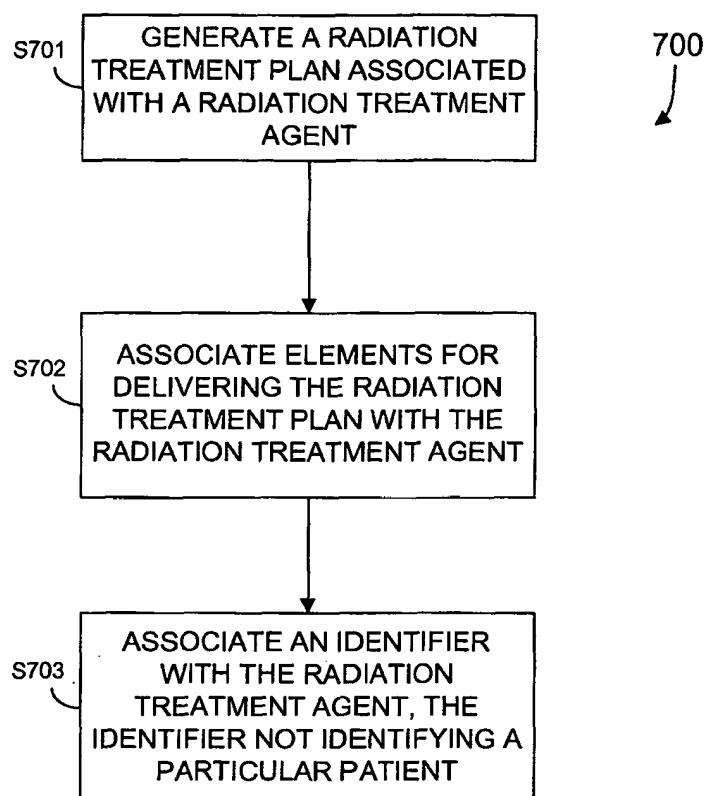 S701
GENERATE A RADIATION
TREATMENT PLAN ASSOCIATED
WITH A RADIATION TREATMENT
AGENT
700
S702
ASSOCIATE ELEMENTS FOR
DELIVERING THE RADIATION
TREATMENT PLAN WITH THE
RADIATION TREATMENT AGENT
S703
ASSOCIATE AN IDENTIFIER
WITH THE RADIATION
TREATMENT AGENT, THE
IDENTIFIER NOT IDENTIFYING A
PARTICULAR PATIENT